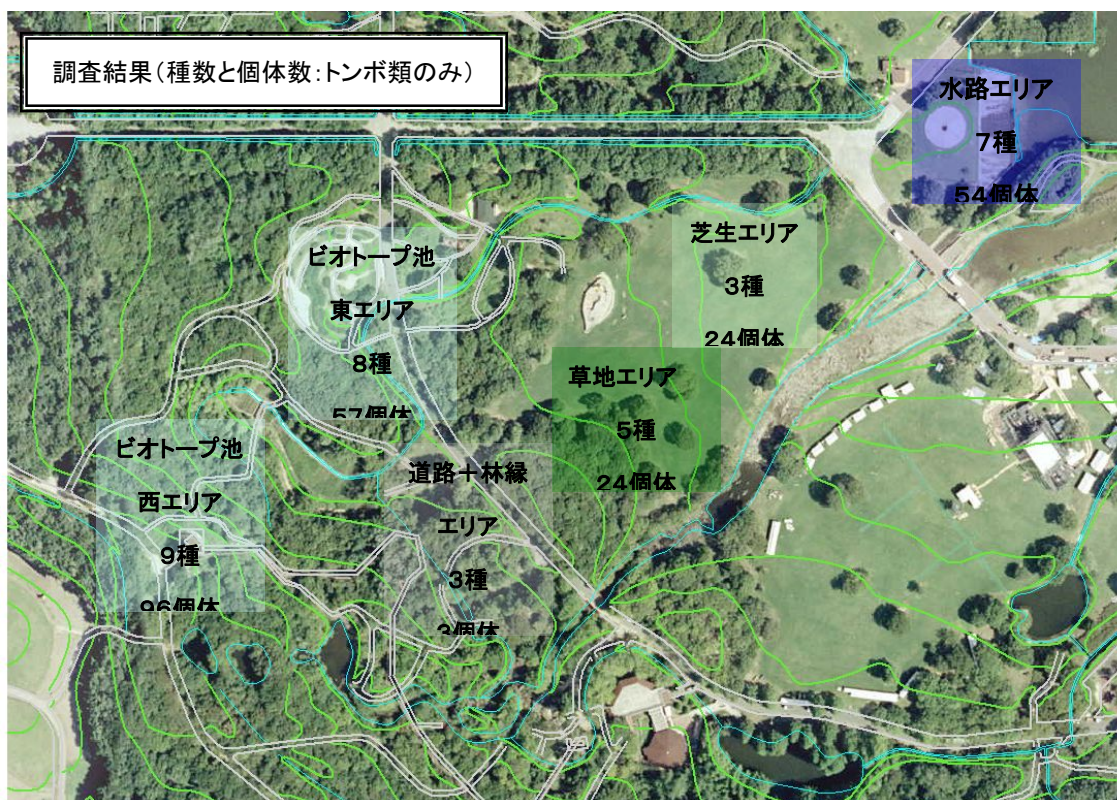 調査結果(種数と個体数:トンボ類のみ)
水路エリア
7種
54個体
芝生エリア
3種
24個体
ビオトープ池
東エリア
8種
57個体
草地エリア
5種
24個体
ビオトープ池
西エリア
9種
96個体
道路+林縁
エリア
3種
3個体